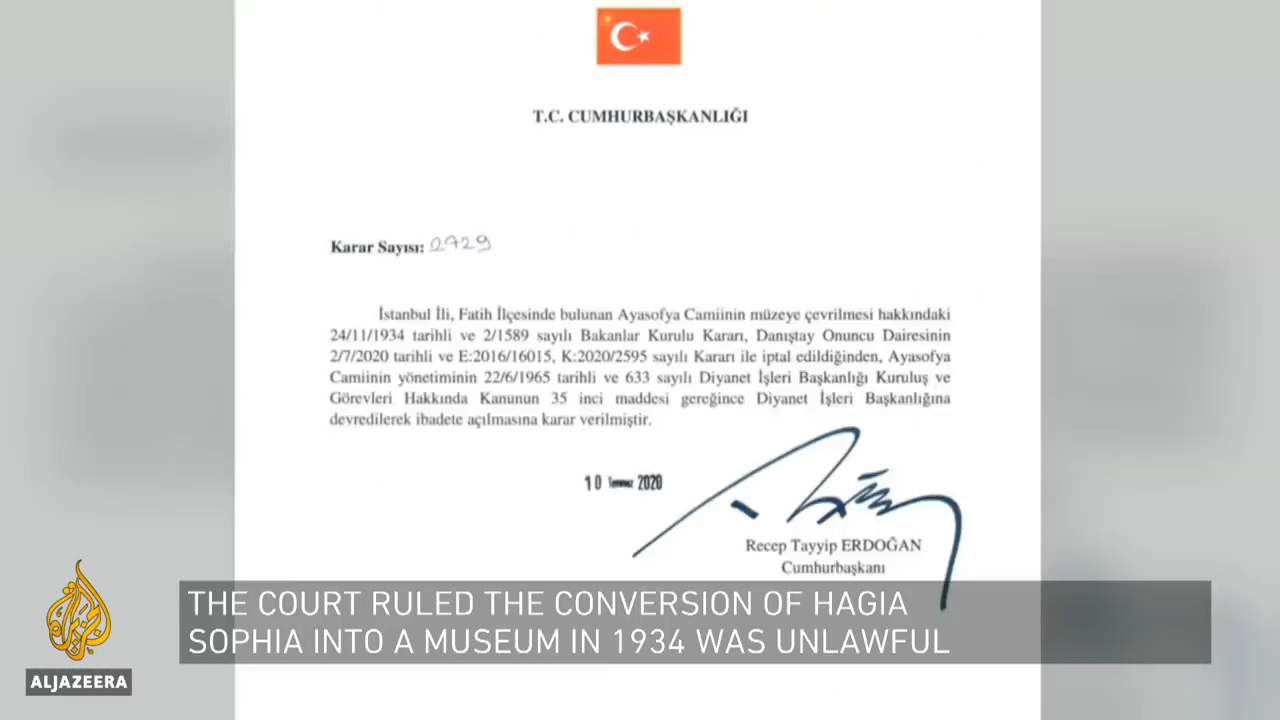 T.C. CUMHURBAŞKANLIĞI
Karar Sayısı: 2729
İstanbul İli, Fatih İlçesinde bulunan Ayasofya Camiinin müzeye çevrilmesi hakkındaki
24/11/1934 tarihli ve 2/1589 sayılı Bakanlar Kurulu Kararı, Danıştay Onuncu Dairesinin
2/7/2020 tarihli ve E:2016/16015, K:2020/2595 sayılı Kararı ile iptal edildiğinden, Ayasofya
Camiinin yönetiminin 22/6/1965 tarihli ve 633 sayılı Diyanet İşleri Başkanlığı Kuruluş ve
Görevleri Hakkında Kanunun 35 inci maddesi gereğince Diyanet İşleri Başkanlığına
devredilerek ibadete açılmasına karar verilmiştir.
10 Temmuz 2020
Recep Tayyip ERDOĞAN
Cumhurbaşkanı
THE COURT RULED THE CONVERSION OF HAGIA
SOPHIA INTO A MUSEUM IN 1934 WAS UNLAWFUL
ALJAZEERA